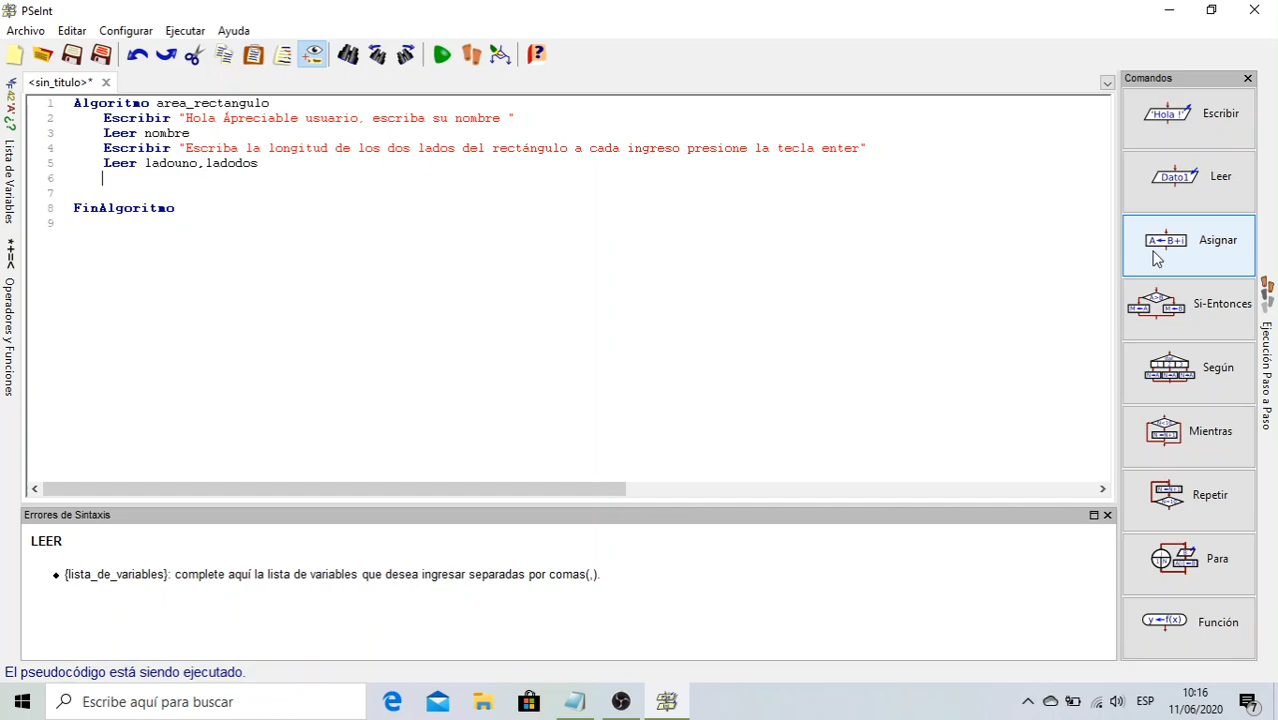 PSeInt
Archivo Editar Configurar Ejecutar Ayuda
<sin_titulo>*
Comandos
1 Algoritmo area_rectangulo
2 Escribir "Hola Ápreciable usuario, escriba su nombre "
3 Leer nombre
4 Escribir "Escriba la longitud de los dos lados del rectángulo a cada ingreso presione la tecla enter"
5 Leer ladouno,ladodos
6
7
8 FinAlgoritmo
9
Lista de Variables
*+=< Operadores y Funciones
'Hola !' Escribir
Dato1 Leer
A←B+i Asignar
Si-Entonces
Según
Mientras
Repetir
Para
y←f(x) Función
Ejecución Paso a Paso
Errores de Sintaxis
LEER
{lista_de_variables}: complete aquí la lista de variables que desea ingresar separadas por comas(,).
El pseudocódigo está siendo ejecutado.
Escribe aquí para buscar
ESP
10:16
11/06/2020
7